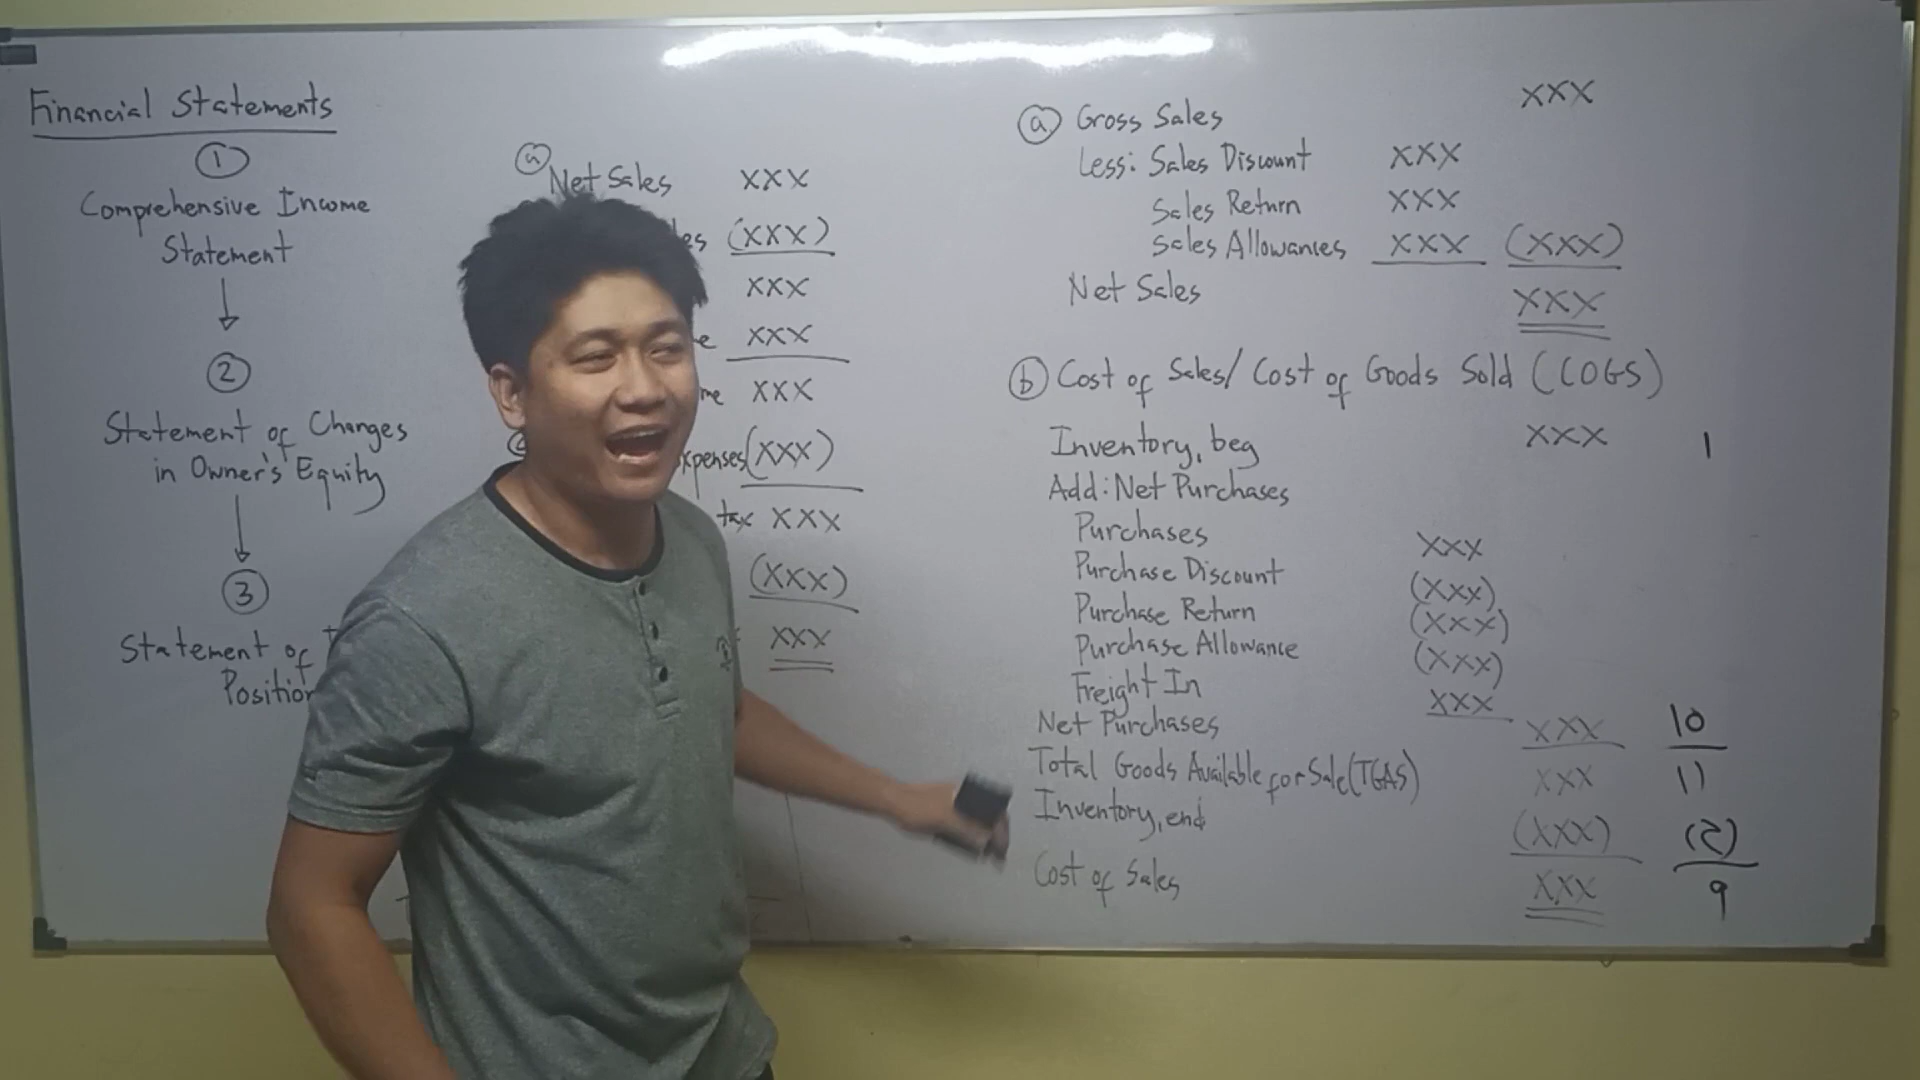 Financial Statements
①
Comprehensive Income
Statement
②
Statement of Changes
in Owner's Equity
③
Statement of
Position
ⓐ
Net Sales XXX
(XXX)
XXX
XXX
XXX
xpenses (XXX)
tax XXX
(XXX)
XXX
ⓐ Gross Sales XXX
Less: Sales Discount XXX
Sales Return XXX
Sales Allowances XXX (XXX)
Net Sales XXX
ⓑ Cost of Sales/ Cost of Goods Sold (COGS)
Inventory, beg XXX 1
Add: Net Purchases
Purchases XXX
Purchase Discount (XXX)
Purchase Return (XXX)
Purchase Allowance (XXX)
Freight In XXX
Net Purchases XXX 10
Total Goods Available for Sale (TGAS) XXX 11
Inventory, end (XXX) (2)
Cost of Sales XXX 9